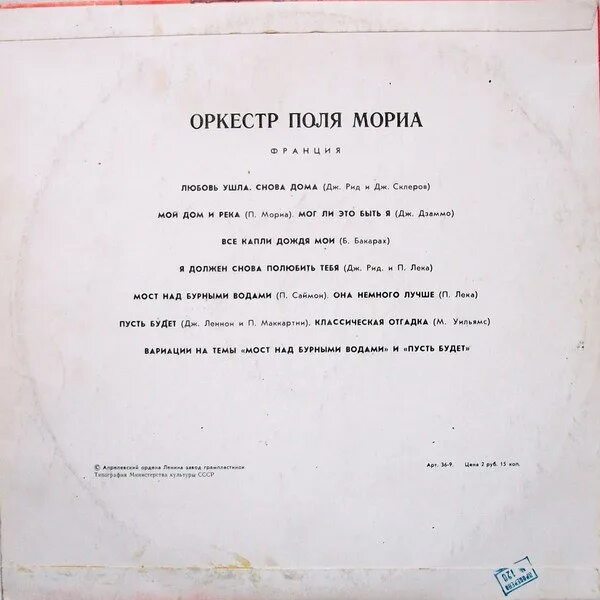 ОРКЕСТР ПОЛЯ МОРИА
ФРАНЦИЯ
ЛЮБОВЬ УШЛА. СНОВА ДОМА (Дж. Рид и Дж. Склеров)
МОЙ ДОМ И РЕКА (П. Мориа). МОГ ЛИ ЭТО БЫТЬ Я (Дж. Дзаммо)
ВСЕ КАПЛИ ДОЖДЯ МОИ (Б. Бакарах)
Я ДОЛЖЕН СНОВА ПОЛЮБИТЬ ТЕБЯ (Дж. Рид. и П. Лека)
МОСТ НАД БУРНЫМИ ВОДАМИ (П. Саймон). ОНА НЕМНОГО ЛУЧШЕ (П. Лека)
ПУСТЬ БУДЕТ (Дж. Леннон и П. Маккартни), КЛАССИЧЕСКАЯ ОТГАДКА (М. Уильямс)
ВАРИАЦИИ НА ТЕМЫ «МОСТ НАД БУРНЫМИ ВОДАМИ» И «ПУСТЬ БУДЕТ»
© Апрелевский ордена Ленина завод грампластинок
Типография Министерства культуры СССР
Арт. 36-9. Цена 2 руб. 15 коп.
ПРОВЕРЕНО
№ 120